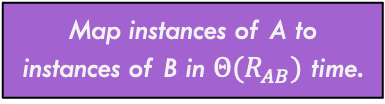 Map instances of A to
instances of B in Θ(R_AB) time.